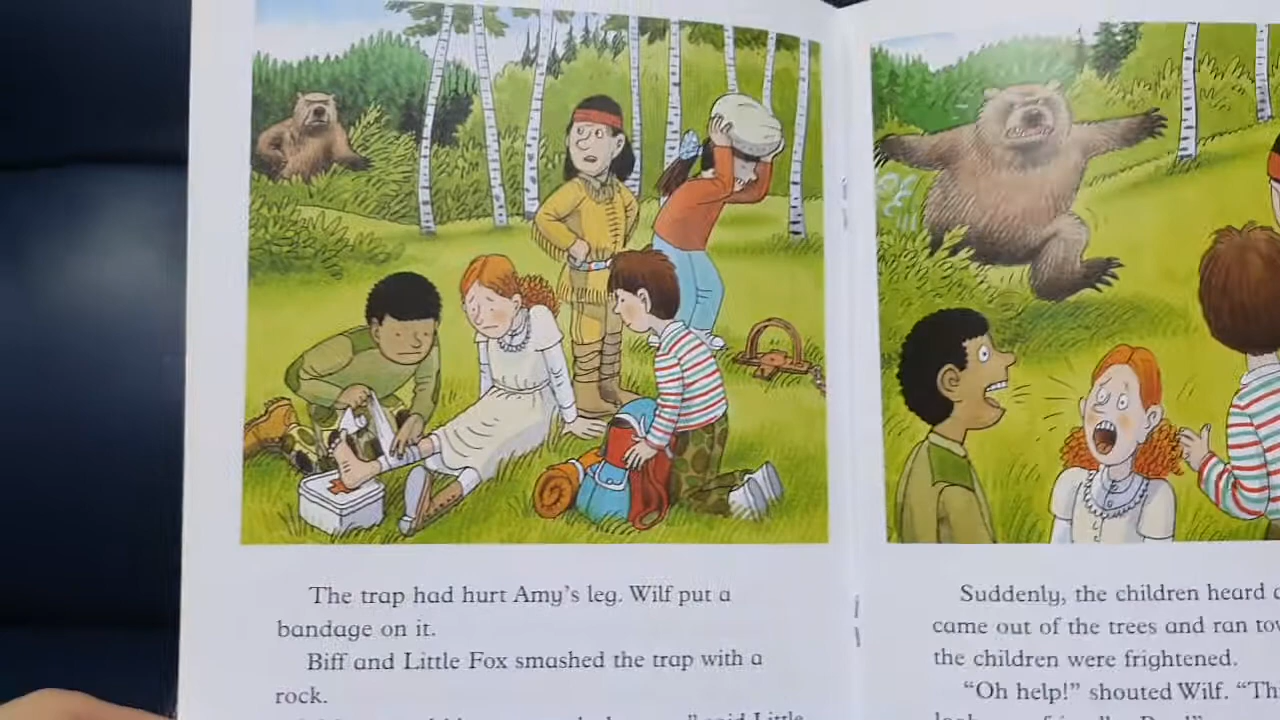 The trap had hurt Amy's leg. Wilf put a
bandage on it.
Biff and Little Fox smashed the trap with a
rock.
said Little
Suddenly, the children heard
came out of the trees and ran
the children were frightened.
"Oh help!" shouted Wilf.